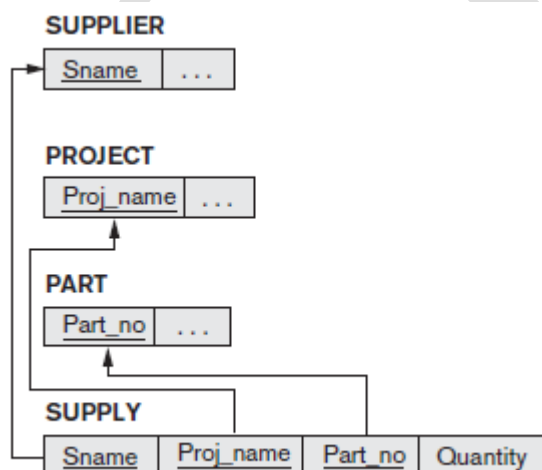 SUPPLIER
Sname ...
PROJECT
Proj_name ...
PART
Part_no ...
SUPPLY
Sname Proj_name Part_no Quantity